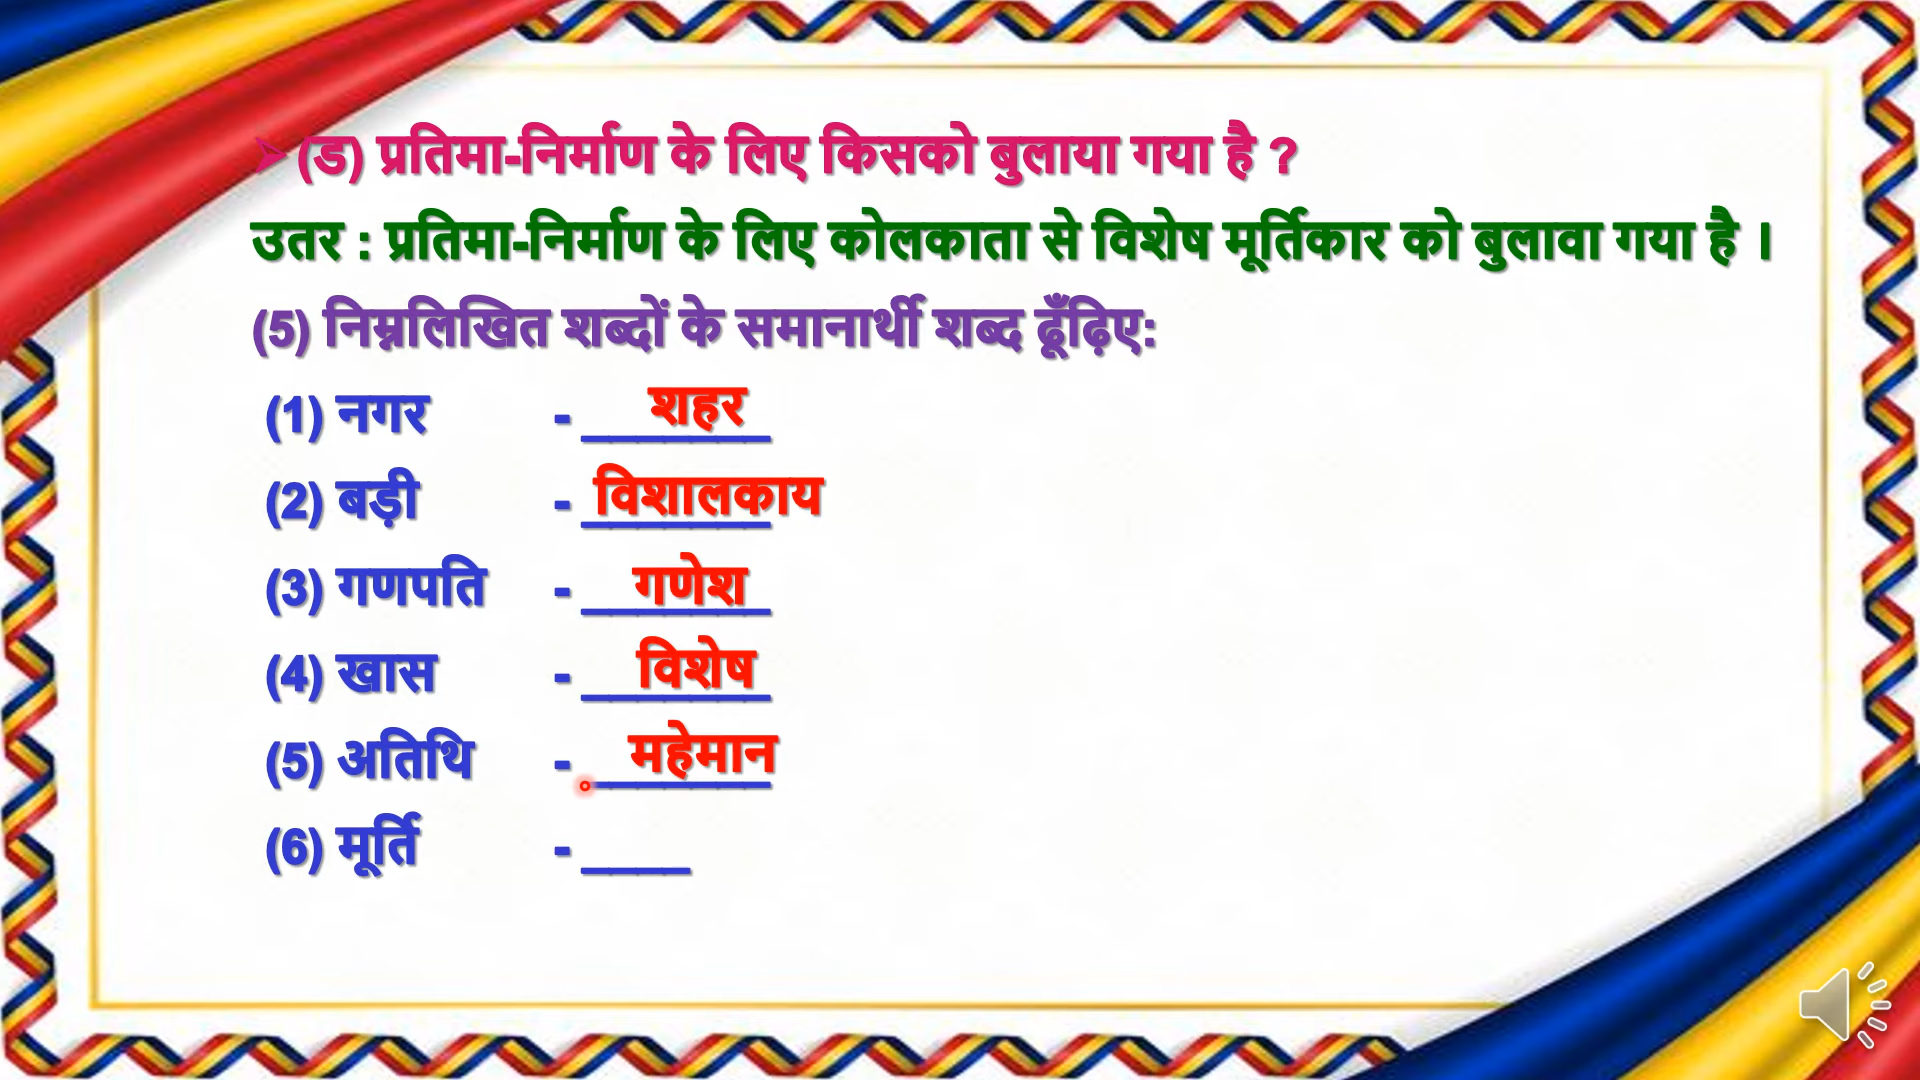 ➢(ड) प्रतिमा-निर्माण के लिए किसको बुलाया गया है ?
उतर : प्रतिमा-निर्माण के लिए कोलकाता से विशेष मूर्तिकार को बुलावा गया है ।
(5) निम्नलिखित शब्दों के समानार्थी शब्द ढूँढ़िए:
(1) नगर - शहर
(2) बड़ी - विशालकाय
(3) गणपति - गणेश
(4) खास - विशेष
(5) अतिथि - महेमान
(6) मूर्ति - ____